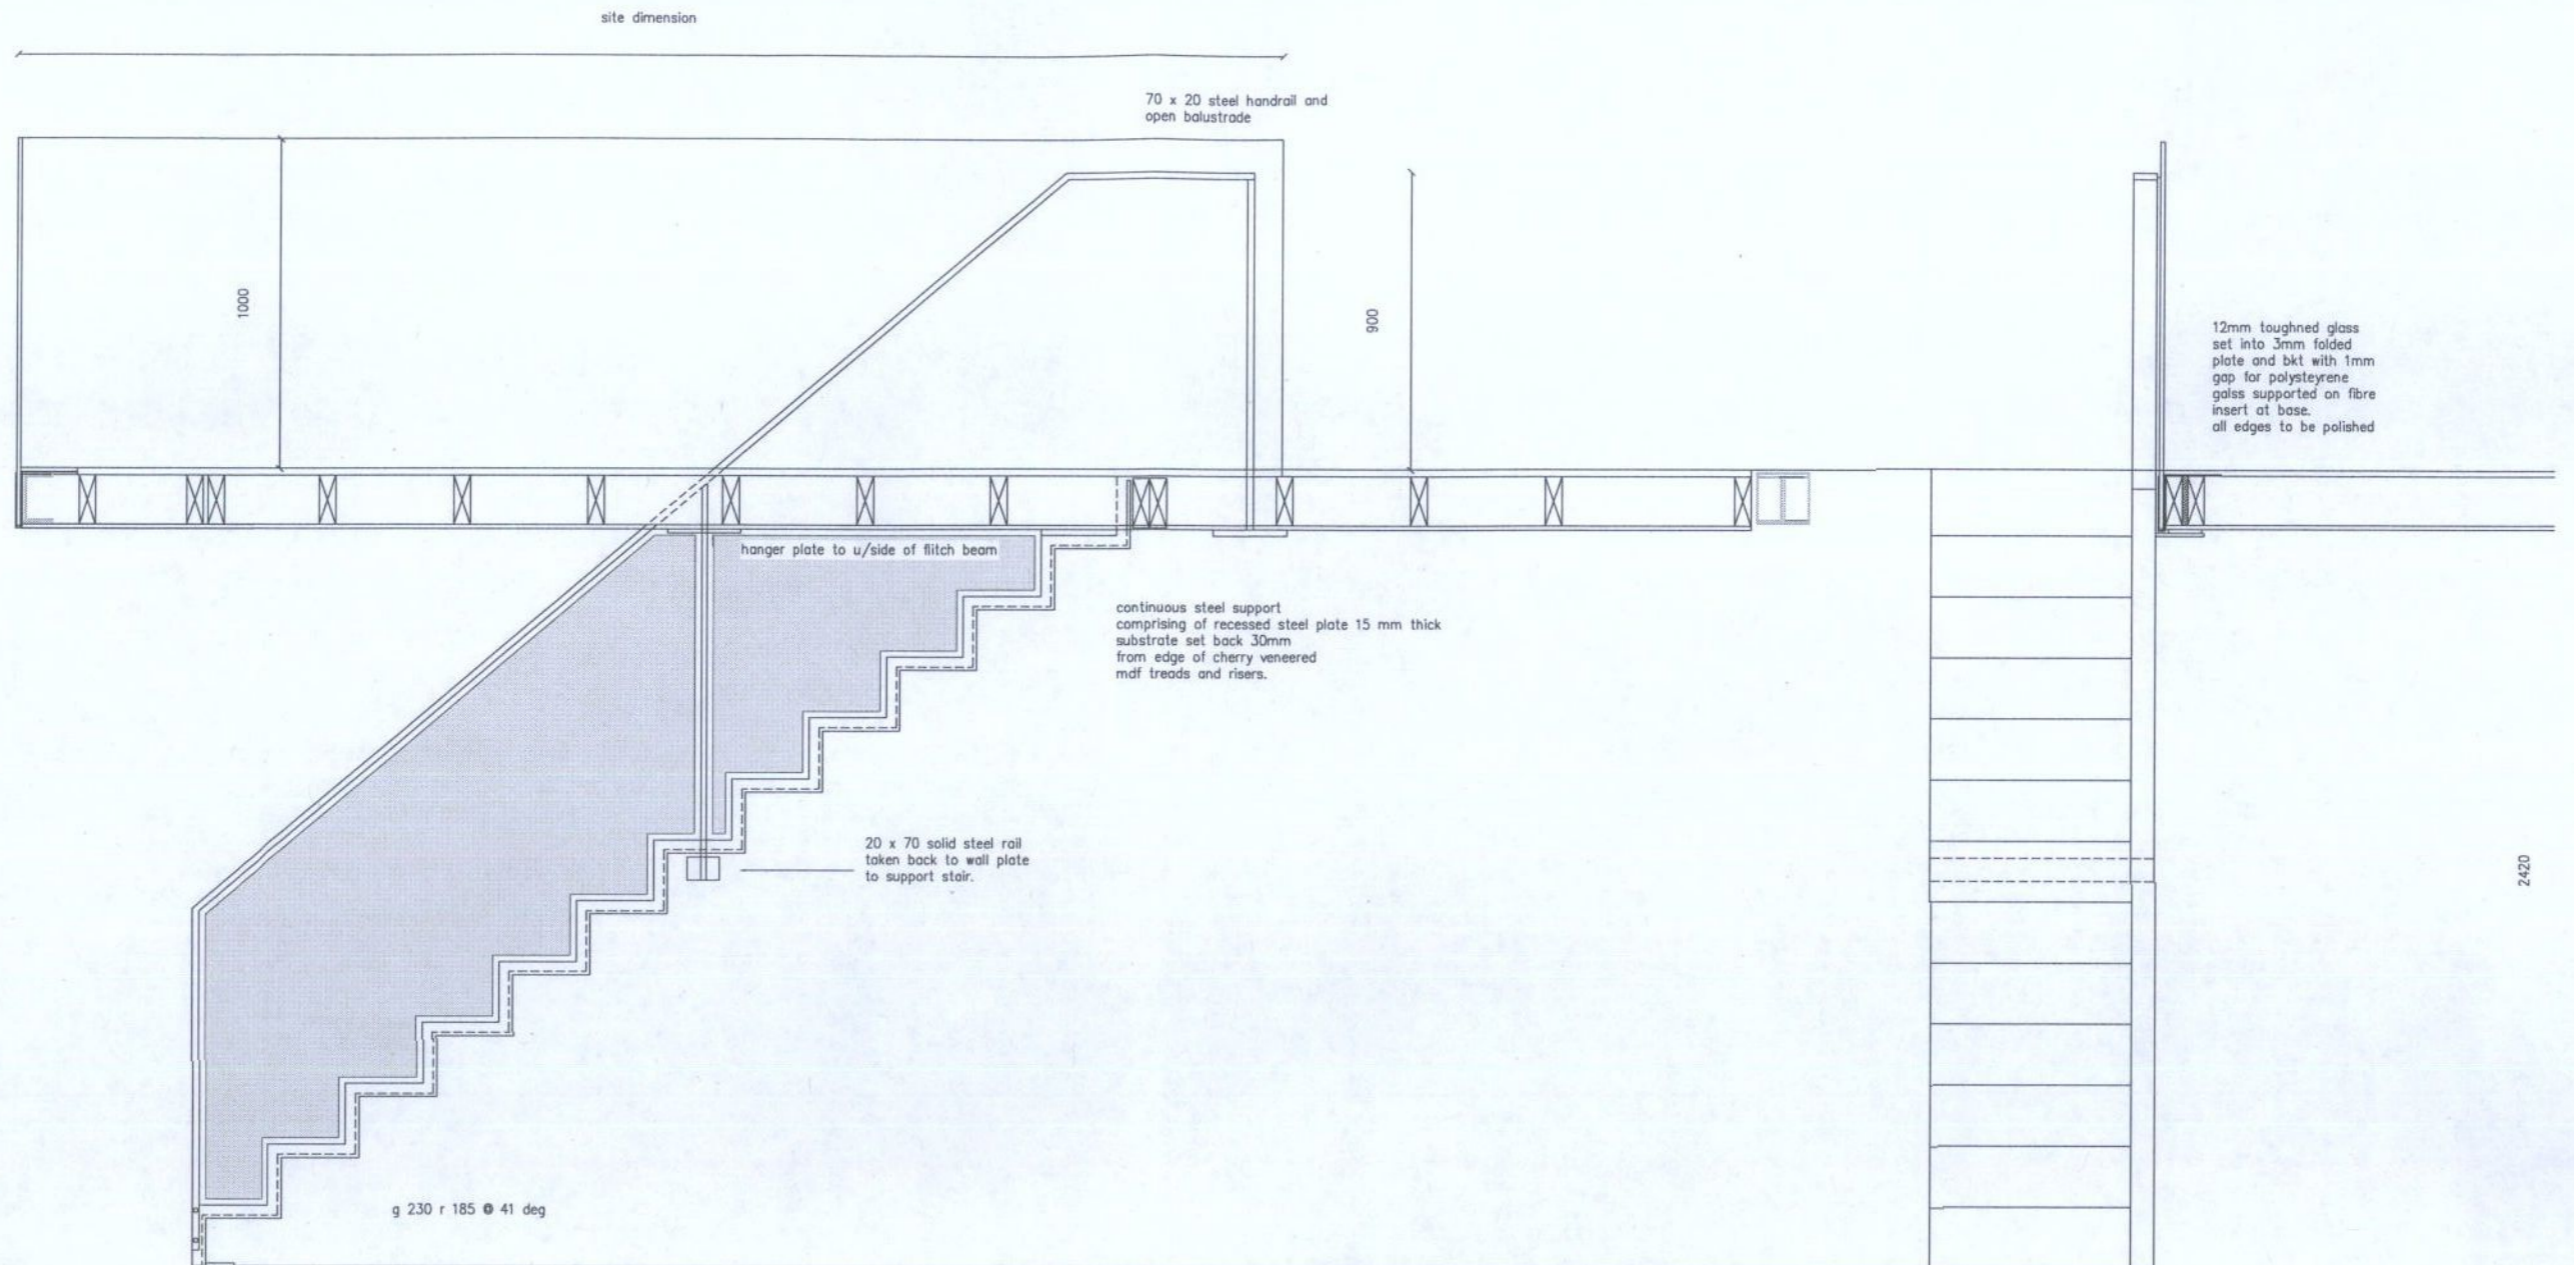 site dimension
70 x 20 steel handrail and
open balustrade
1000
900
12mm toughned glass
set into 3mm folded
plate and bkt with 1mm
gap for polysteyrene
galss supported on fibre
insert at base.
all edges to be polished
hanger plate to u/side of flitch beam
continuous steel support
comprising of recessed steel plate 15 mm thick
substrate set back 30mm
from edge of cherry veneered
mdf treads and risers.
20 x 70 solid steel rail
taken back to wall plate
to support stair.
2420
g 230 r 185 @ 41 deg